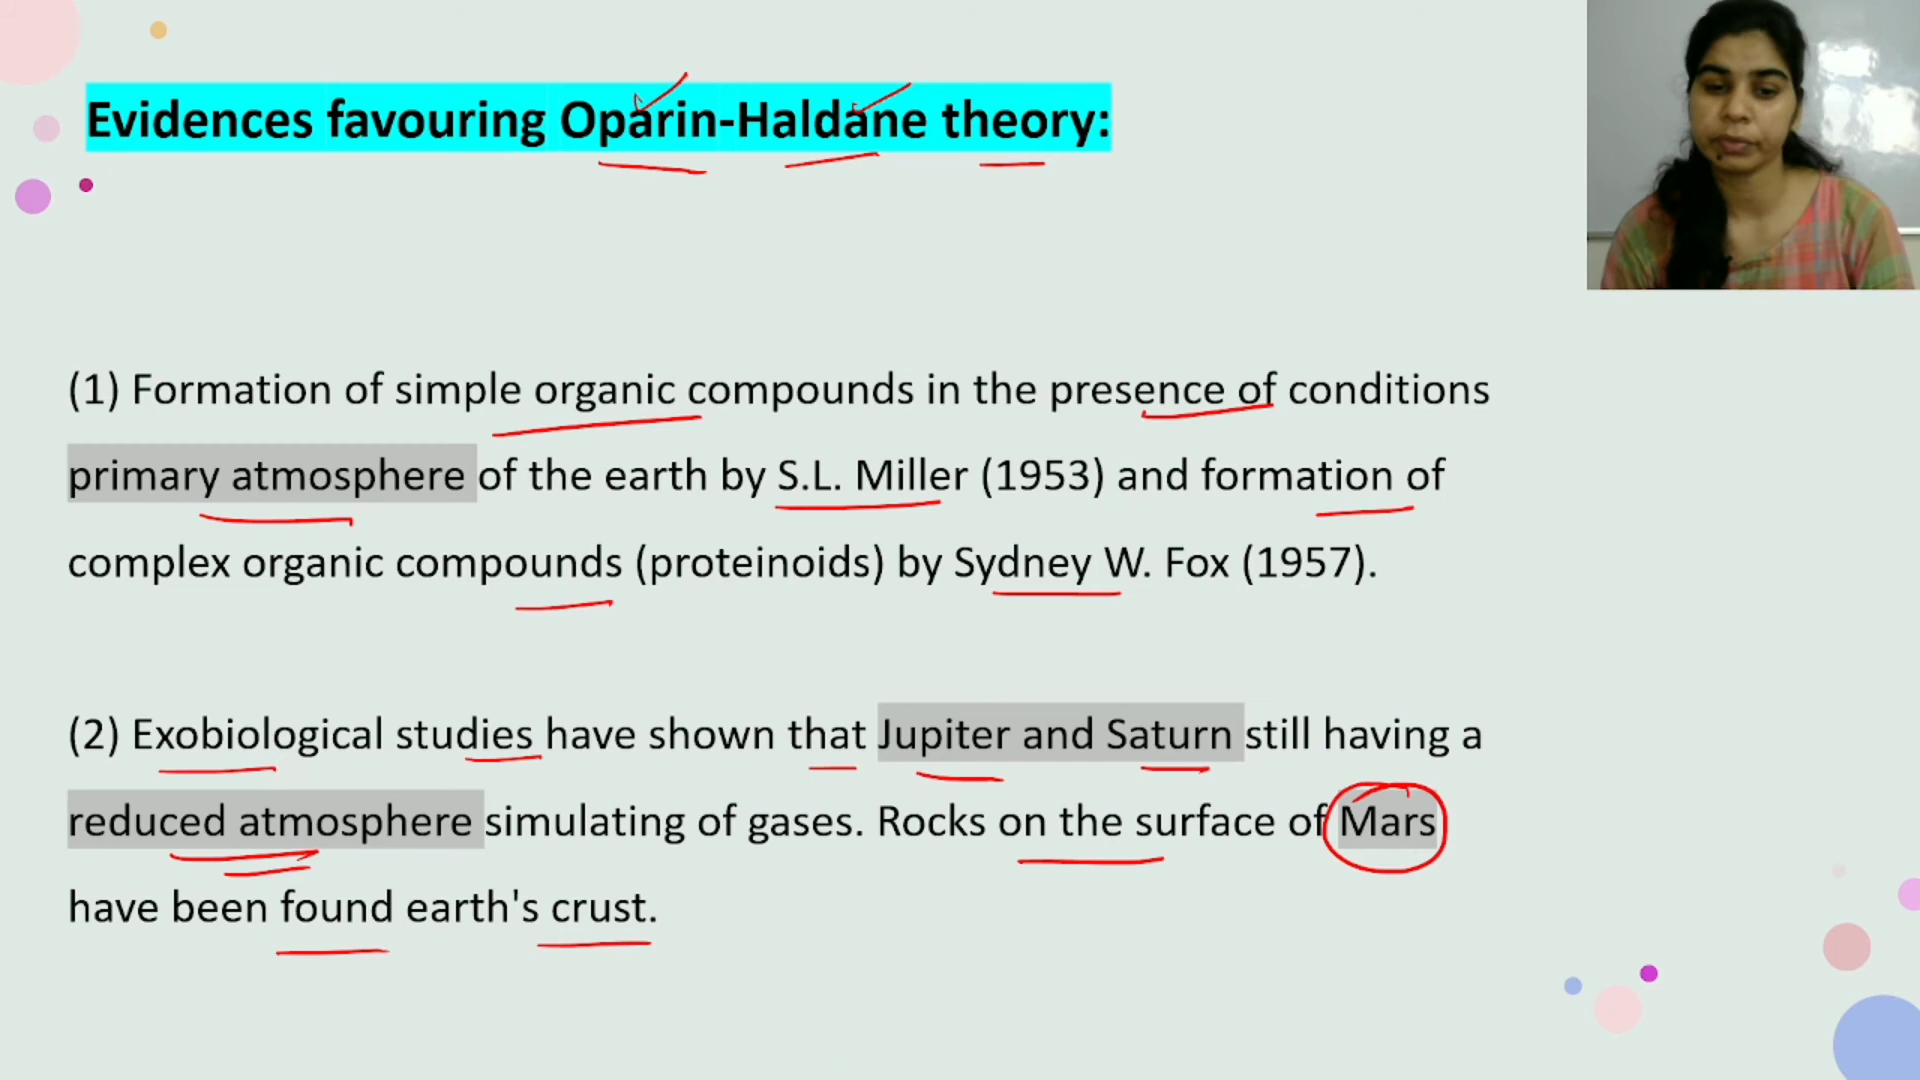 Evidences favouring Oparin-Haldane theory:
(1) Formation of simple organic compounds in the presence of conditions
primary atmosphere of the earth by S.L. Miller (1953) and formation of
complex organic compounds (proteinoids) by Sydney W. Fox (1957).
(2) Exobiological studies have shown that Jupiter and Saturn still having a
reduced atmosphere simulating of gases. Rocks on the surface of Mars
have been found earth's crust.